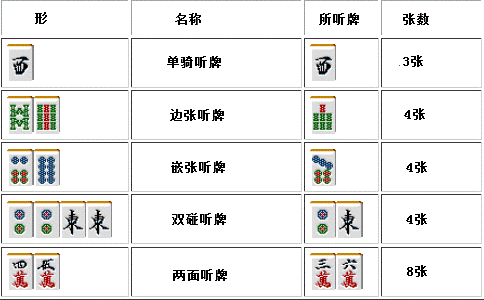 形 名称 所听牌 张数
西 单骑听牌 西 3张
边张听牌 4张
嵌张听牌 4张
東 東 双碰听牌 東 4张
四萬 五萬 两面听牌 三萬 六萬 8张